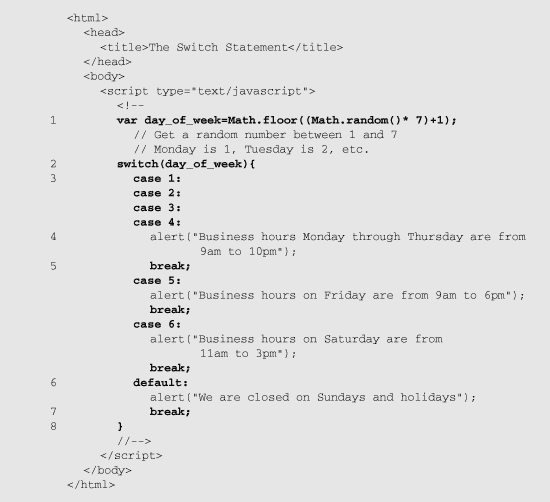 <html>
<head>
<title>The Switch Statement</title>
</head>
<body>
<script type="text/javascript">
<!--
1 var day_of_week=Math.floor((Math.random()* 7)+1);
// Get a random number between 1 and 7
// Monday is 1, Tuesday is 2, etc.
2 switch(day_of_week){
3 case 1:
case 2:
case 3:
case 4:
4 alert("Business hours Monday through Thursday are from
9am to 10pm");
5 break;
case 5:
alert("Business hours on Friday are from 9am to 6pm");
break;
case 6:
alert("Business hours on Saturday are from
11am to 3pm");
break;
6 default:
alert("We are closed on Sundays and holidays");
7 break;
8 }
//-->
</script>
</body>
</html>